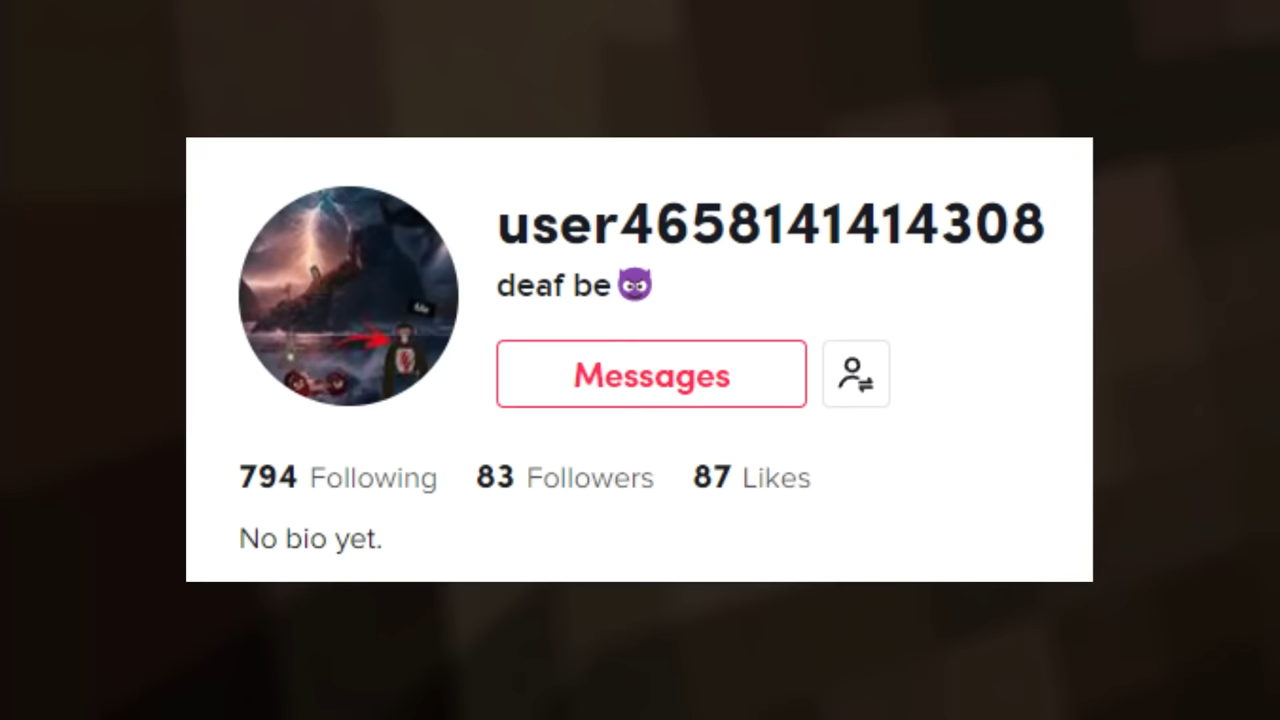 user4658141414308
deaf be😈
Messages
794 Following 83 Followers 87 Likes
No bio yet.